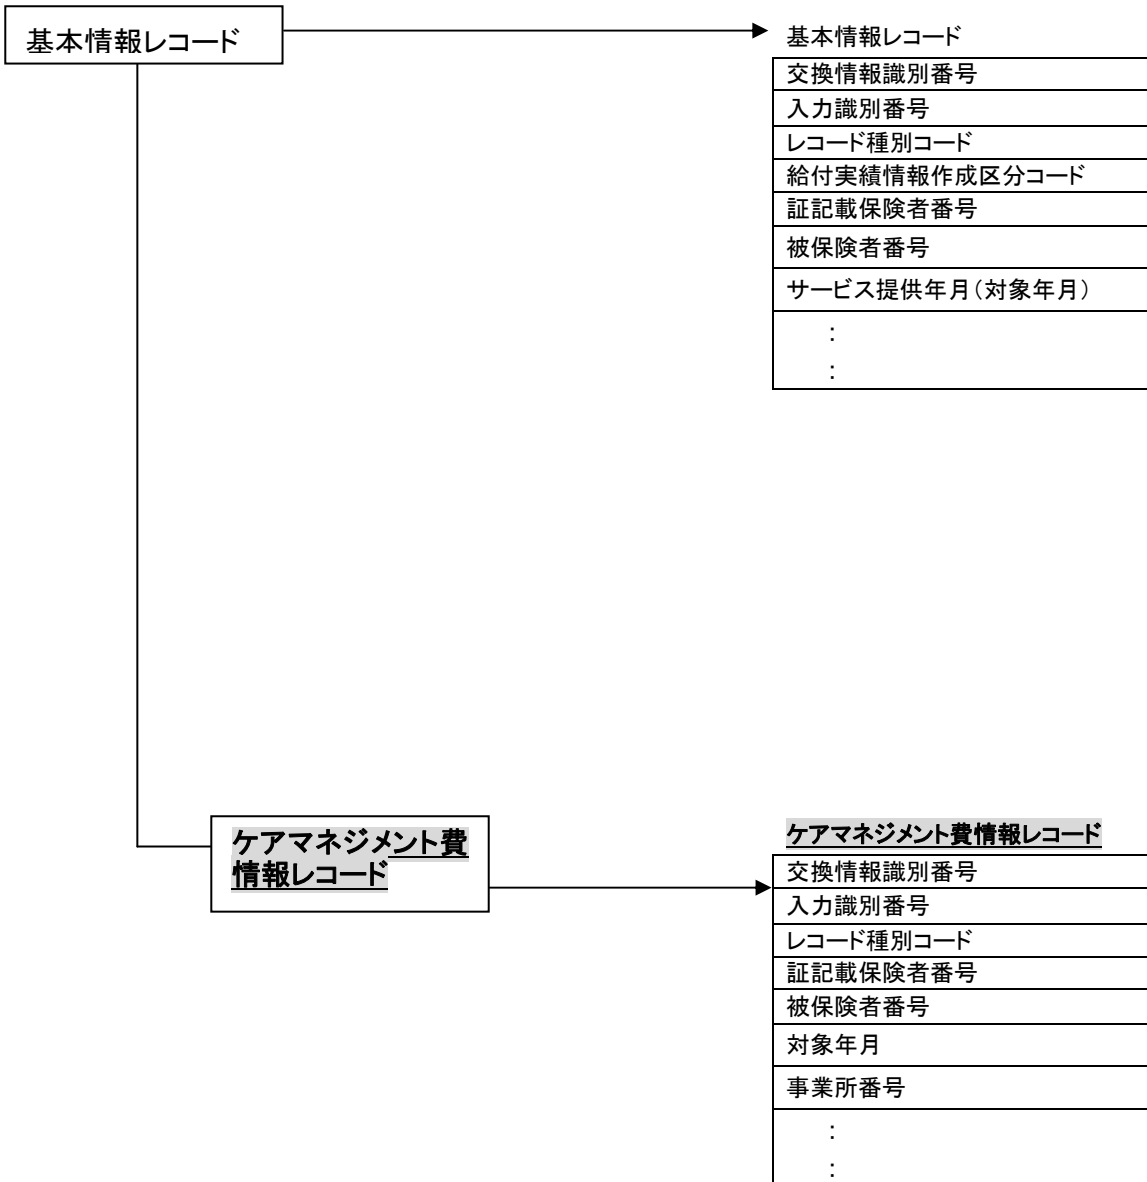 基本情報レコード
基本情報レコード
交換情報識別番号
入力識別番号
レコード種別コード
給付実績情報作成区分コード
証記載保険者番号
被保険者番号
サービス提供年月(対象年月)
:
:
ケアマネジメント費
情報レコード
ケアマネジメント費情報レコード
交換情報識別番号
入力識別番号
レコード種別コード
証記載保険者番号
被保険者番号
対象年月
事業所番号
:
: